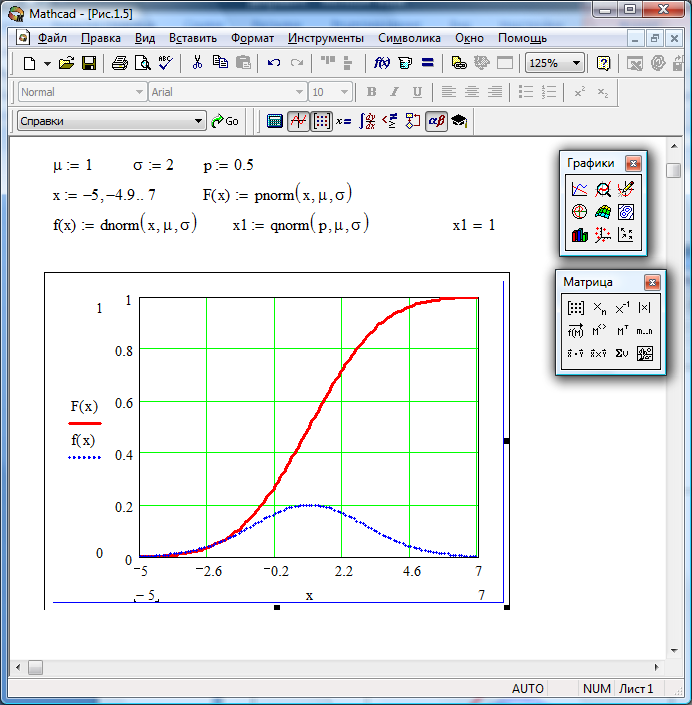 Mathcad - [Рис.1.5]
Файл Правка Вид Вставить Формат Инструменты Символика Окно Помощь
125%
Normal Arial 10 B I U
Справки Go
μ := 1 σ := 2 p := 0.5
x := −5, −4.9 .. 7 F(x) := pnorm(x, μ, σ)
f(x) := dnorm(x, μ, σ) x1 := qnorm(p, μ, σ) x1 = 1
Графики
Матрица
1
1
0.8
0.6
F(x)
f(x)
0.4
0.2
0
0
−5 −2.6 −0.2 2.2 4.6 7
−5 x 7
AUTO NUM Лист1